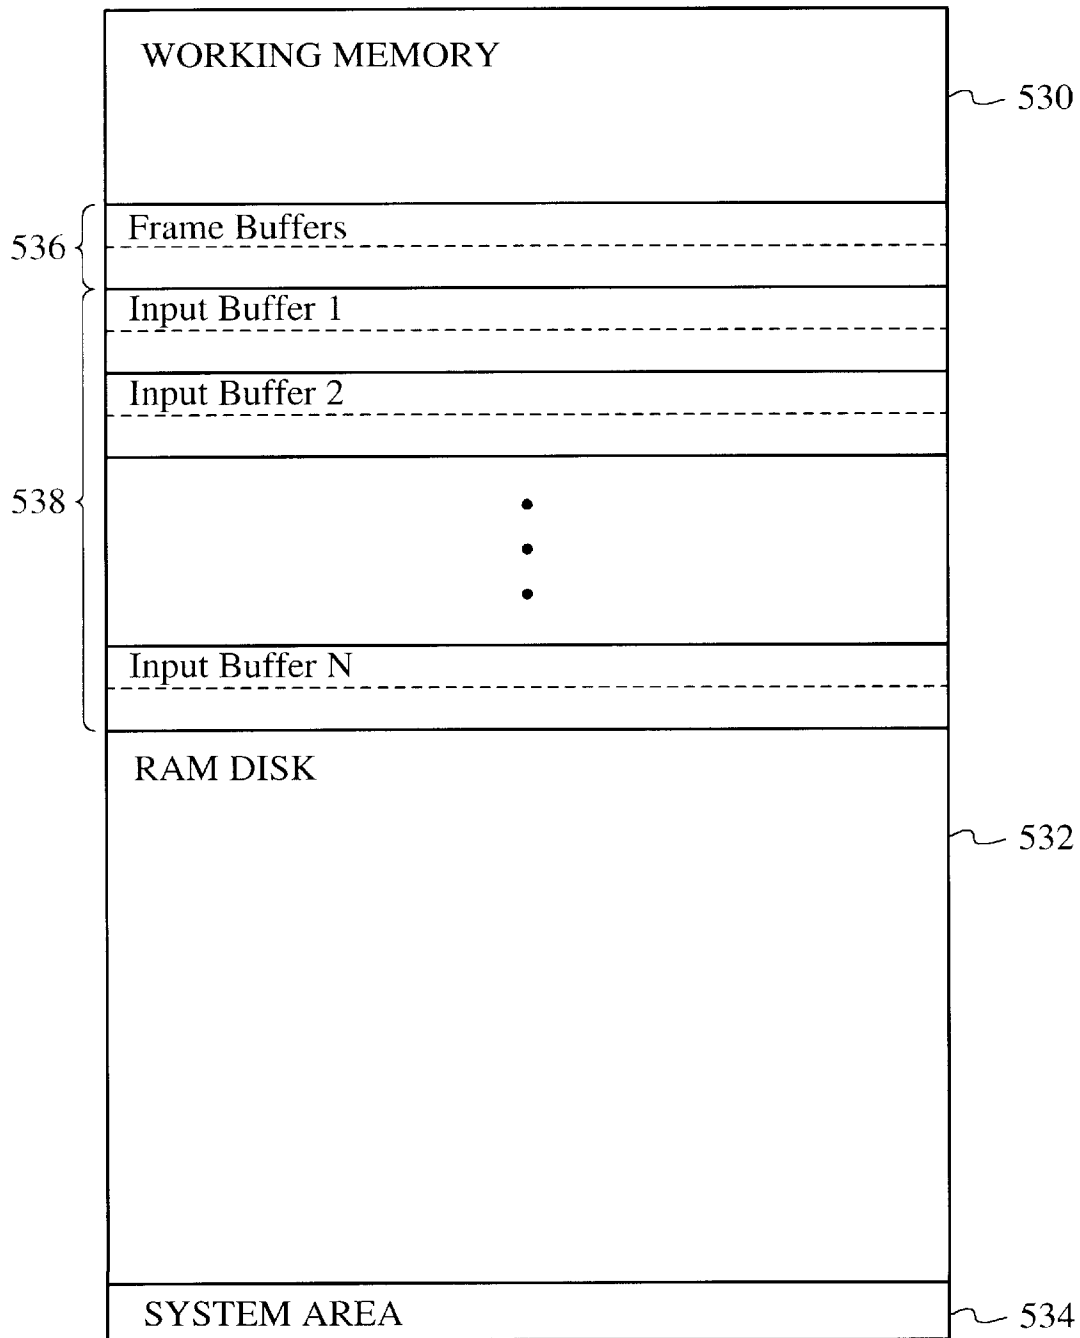 WORKING MEMORY
530
Frame Buffers
536
Input Buffer 1
Input Buffer 2
538
Input Buffer N
RAM DISK
532
SYSTEM AREA
534